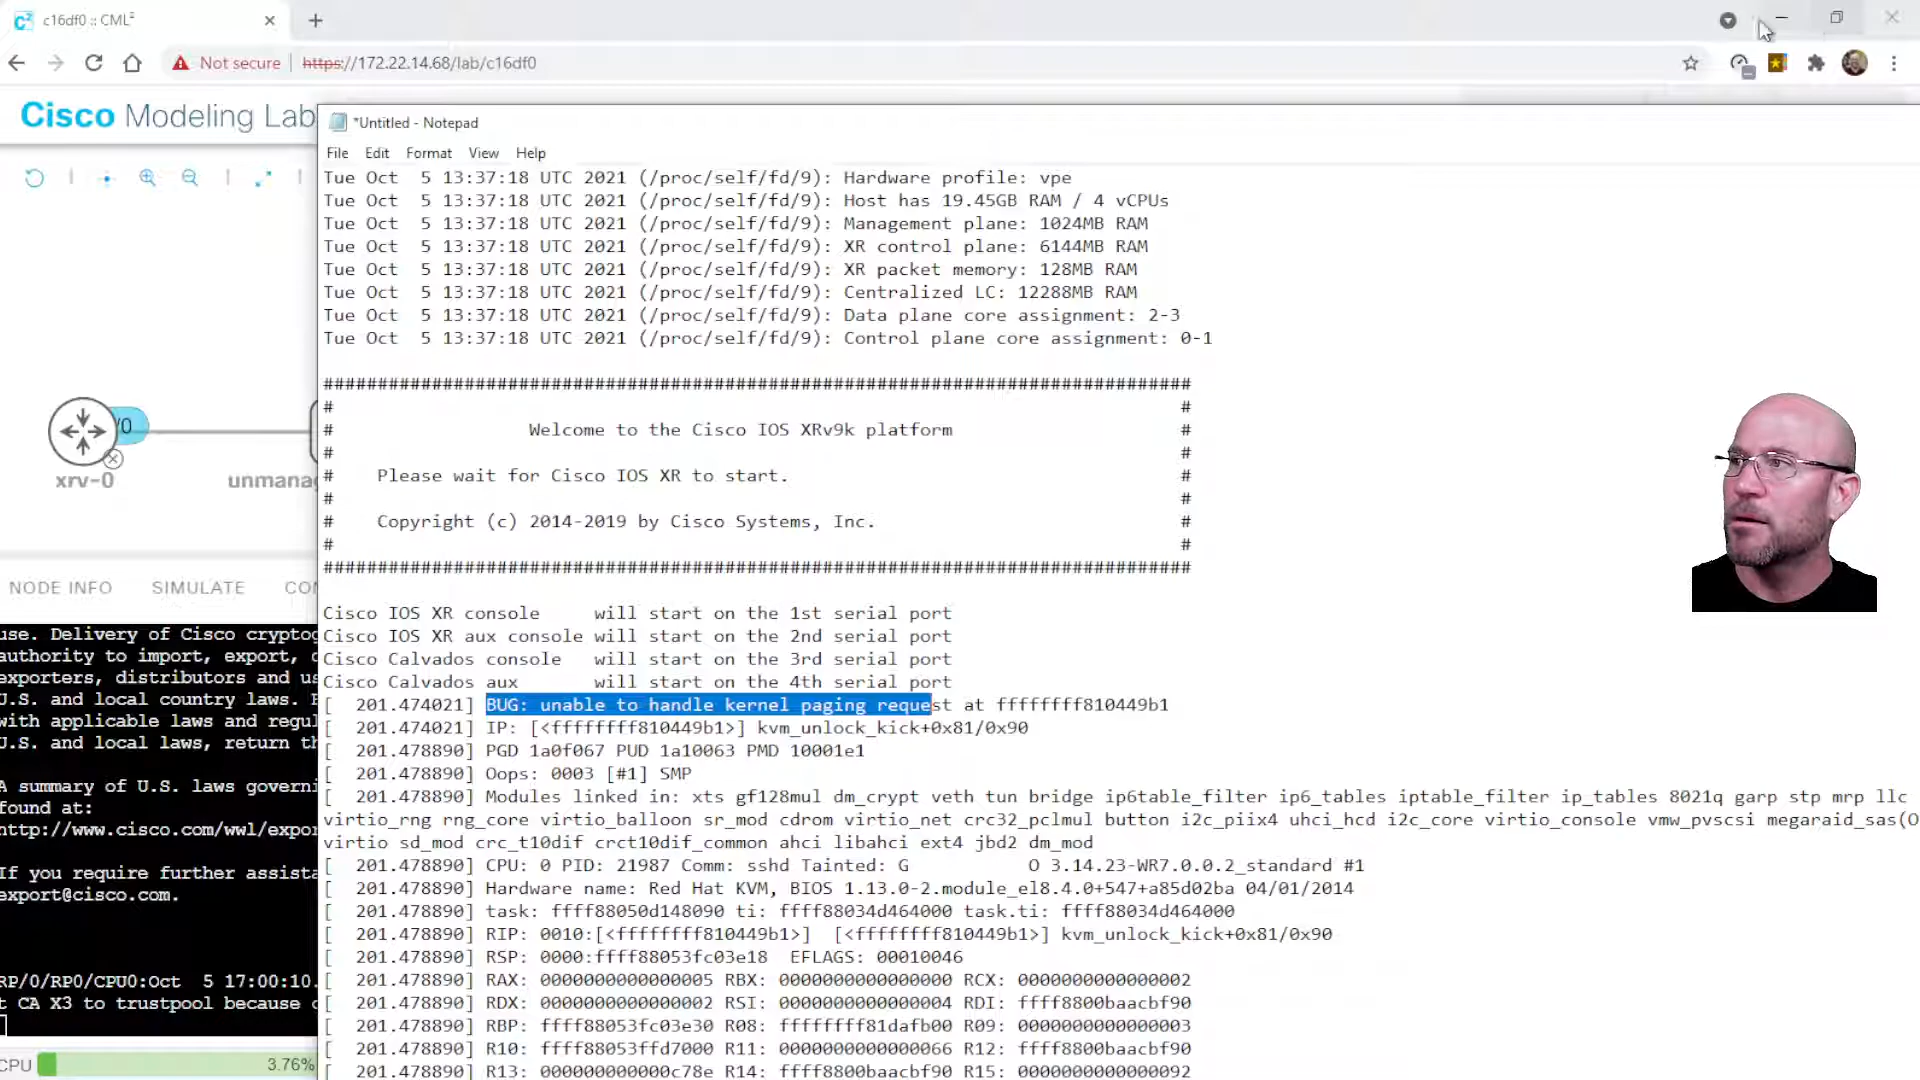 c16df0 :: CML²
Not secure
https://172.22.14.68/lab/c16df0
Cisco Modeling Lab
*Untitled - Notepad
File Edit Format View Help
Tue Oct  5 13:37:18 UTC 2021 (/proc/self/fd/9): Hardware profile: vpe
Tue Oct  5 13:37:18 UTC 2021 (/proc/self/fd/9): Host has 19.45GB RAM / 4 vCPUs
Tue Oct  5 13:37:18 UTC 2021 (/proc/self/fd/9): Management plane: 1024MB RAM
Tue Oct  5 13:37:18 UTC 2021 (/proc/self/fd/9): XR control plane: 6144MB RAM
Tue Oct  5 13:37:18 UTC 2021 (/proc/self/fd/9): XR packet memory: 128MB RAM
Tue Oct  5 13:37:18 UTC 2021 (/proc/self/fd/9): Centralized LC: 12288MB RAM
Tue Oct  5 13:37:18 UTC 2021 (/proc/self/fd/9): Data plane core assignment: 2-3
Tue Oct  5 13:37:18 UTC 2021 (/proc/self/fd/9): Control plane core assignment: 0-1
################################################################################
# #
# Welcome to the Cisco IOS XRv9k platform #
# #
# Please wait for Cisco IOS XR to start. #
# #
# Copyright (c) 2014-2019 by Cisco Systems, Inc. #
# #
################################################################################
Cisco IOS XR console will start on the 1st serial port
Cisco IOS XR aux console will start on the 2nd serial port
Cisco Calvados console will start on the 3rd serial port
Cisco Calvados aux will start on the 4th serial port
[ 201.474021] BUG: unable to handle kernel paging request at ffffffff810449b1
[ 201.474021] IP: [<ffffffff810449b1>] kvm_unlock_kick+0x81/0x90
[ 201.478890] PGD 1a0f067 PUD 1a10063 PMD 10001e1
[ 201.478890] Oops: 0003 [#1] SMP
[ 201.478890] Modules linked in: xts gf128mul dm_crypt veth tun bridge ip6table_filter ip6_tables iptable_filter ip_tables 8021q garp stp mrp llc
virtio_rng rng_core virtio_balloon sr_mod cdrom virtio_net crc32_pclmul button i2c_piix4 uhci_hcd i2c_core virtio_console vmw_pvscsi megaraid_sas(O
virtio sd_mod crc_t10dif crct10dif_common ahci libahci ext4 jbd2 dm_mod
[ 201.478890] CPU: 0 PID: 21987 Comm: sshd Tainted: G O 3.14.23-WR7.0.0.2_standard #1
[ 201.478890] Hardware name: Red Hat KVM, BIOS 1.13.0-2.module_el8.4.0+547+a85d02ba 04/01/2014
[ 201.478890] task: ffff88050d148090 ti: ffff88034d464000 task.ti: ffff88034d464000
[ 201.478890] RIP: 0010:[<ffffffff810449b1>] [<ffffffff810449b1>] kvm_unlock_kick+0x81/0x90
[ 201.478890] RSP: 0000:ffff88053fc03e18 EFLAGS: 00010046
[ 201.478890] RAX: 0000000000000005 RBX: 0000000000000000 RCX: 0000000000000002
[ 201.478890] RDX: 0000000000000002 RSI: 0000000000000004 RDI: ffff8800baacbf90
[ 201.478890] RBP: ffff88053fc03e30 R08: ffffffff81dafb00 R09: 0000000000000003
[ 201.478890] R10: ffff88053ffd7000 R11: 0000000000000066 R12: ffff8800baacbf90
[ 201.478890] R13: 000000000000c78e R14: ffff8800baacbf90 R15: 0000000000000092
/0
xrv-0
unmanag
NODE INFO SIMULATE CO
use. Delivery of Cisco cryptog
authority to import, export,
exporters, distributors and us
U.S. and local country laws.
with applicable laws and regul
U.S. and local laws, return th
A summary of U.S. laws governi
found at:
http://www.cisco.com/wwl/expor
If you require further assista
export@cisco.com.
RP/0/RP0/CPU0:Oct  5 17:00:10.
t CA X3 to trustpool because
CPU 3.76%